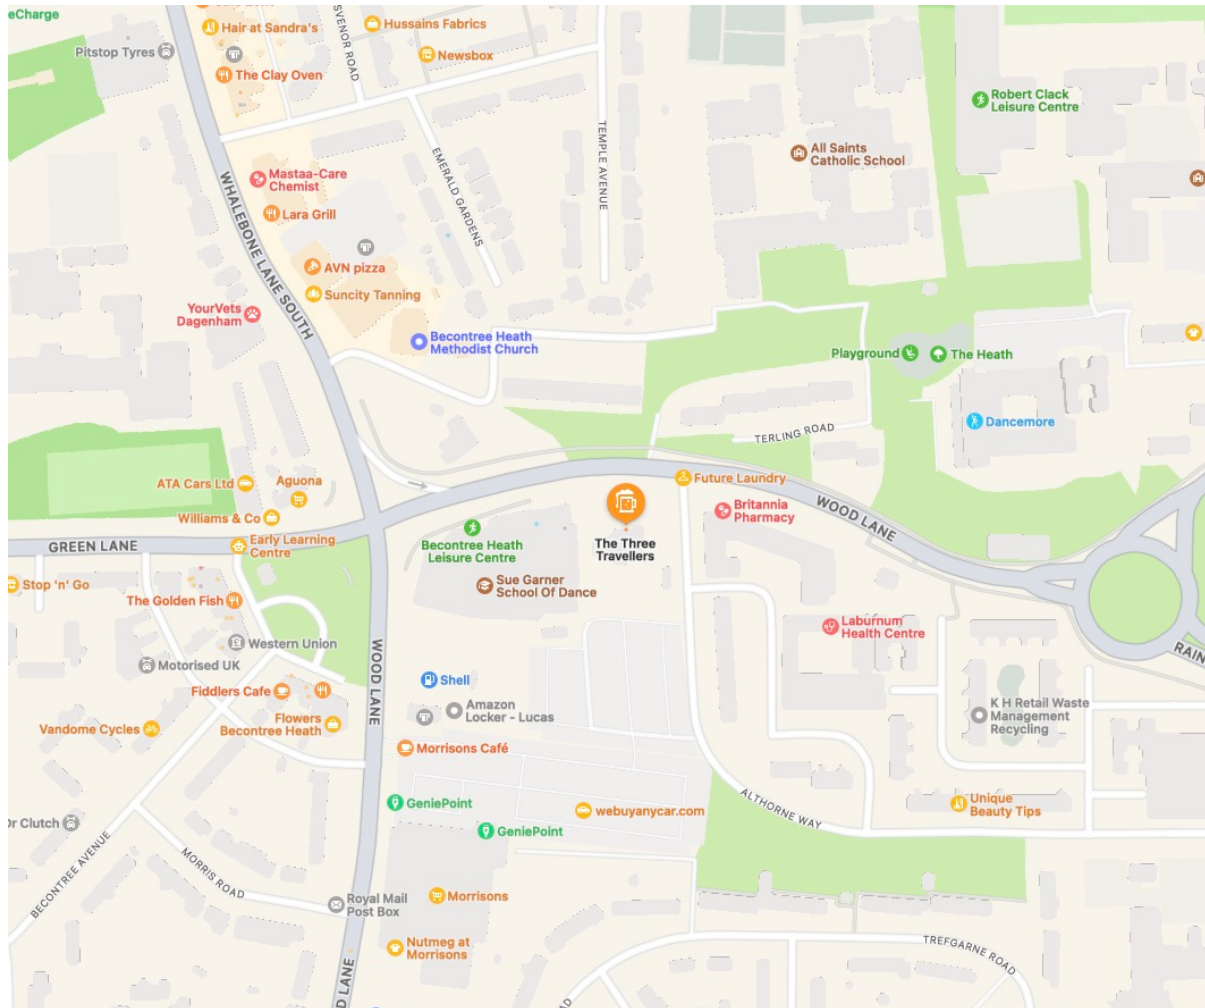 eCharge
Hair at Sandra's
Hussains Fabrics
Pitstop Tyres
SVENOR ROAD
Newsbox
The Clay Oven
Robert Clack
Leisure Centre
TEMPLE AVENUE
All Saints
Catholic School
EMERALD GARDENS
Mastaa-Care
Chemist
WHALEBONE LANE SOUTH
Lara Grill
AVN pizza
Suncity Tanning
YourVets
Dagenham
Becontree Heath
Methodist Church
Playground
The Heath
Dancemore
TERLING ROAD
ATA Cars Ltd
Aguona
Future Laundry
Williams & Co
Britannia
Pharmacy
WOOD LANE
GREEN LANE
Early Learning
Centre
Becontree Heath
Leisure Centre
The Three
Travellers
Stop 'n' Go
Sue Garner
School Of Dance
The Golden Fish
Laburnum
Health Centre
Western Union
WOOD LANE
RAIN
Motorised UK
Shell
Fiddlers Cafe
Amazon
Locker - Lucas
K H Retail Waste
Management
Recycling
Vandome Cycles
Flowers
Becontree Heath
Morrisons Café
GeniePoint
webuyanycar.com
Unique
Beauty Tips
ALTHORNE WAY
Or Clutch
GeniePoint
BECONTREE AVENUE
MORRIS ROAD
Royal Mail
Post Box
Morrisons
Nutmeg at
Morrisons
TREFGARNE ROAD
D LANE